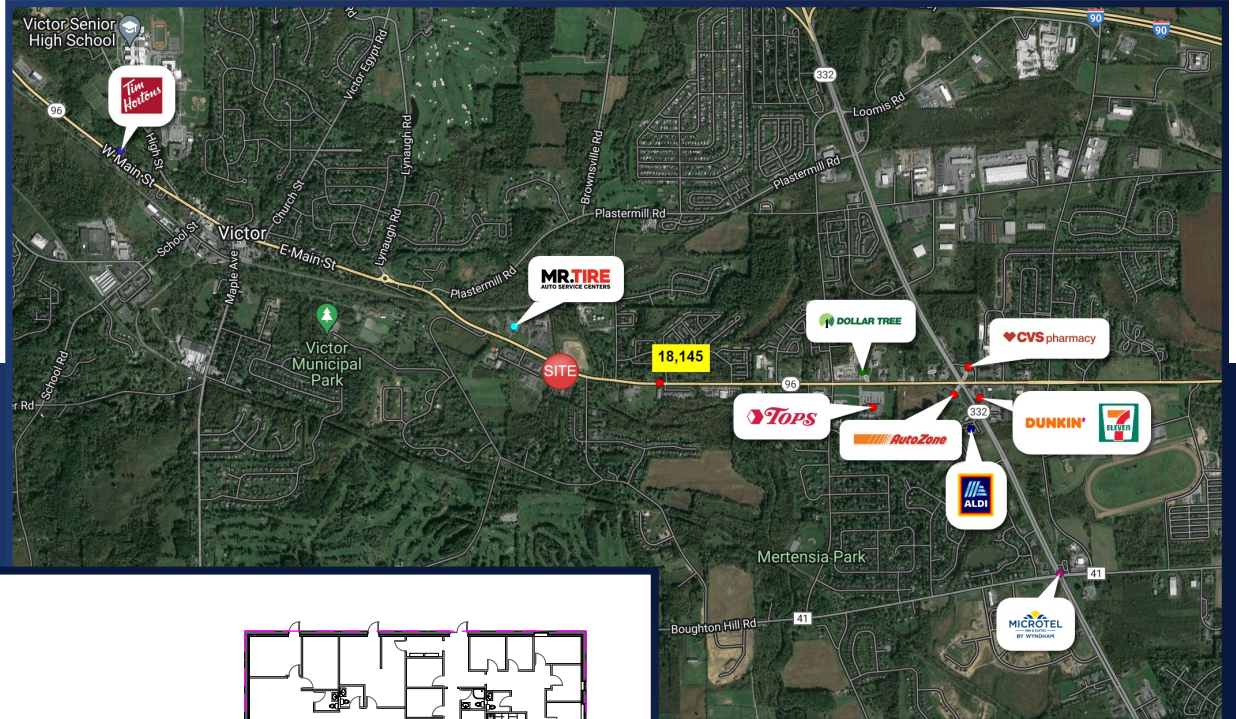 Victor Senior
High School
90
90
332
96
Tim
Hortons
W Main St
High St
Victor Egypt Rd
Lynaugh Rd
Brownsville Rd
Loomis Rd
Plastermill Rd
Plastermill Rd
School St
Victor
Church St
E Main St
Lynaugh Rd
Maple Ave
Plastermill Rd
MR.TIRE
AUTO SERVICE CENTERS
Victor
Municipal
Park
School Rd
er Rd
SITE
18,145
DOLLAR TREE
CVS pharmacy
96
TOPS
AutoZone
332
DUNKIN'
7
ELEVEN
ALDI
Mertensia Park
41
Boughton Hill Rd
41
MICROTEL
BY WYNDHAM